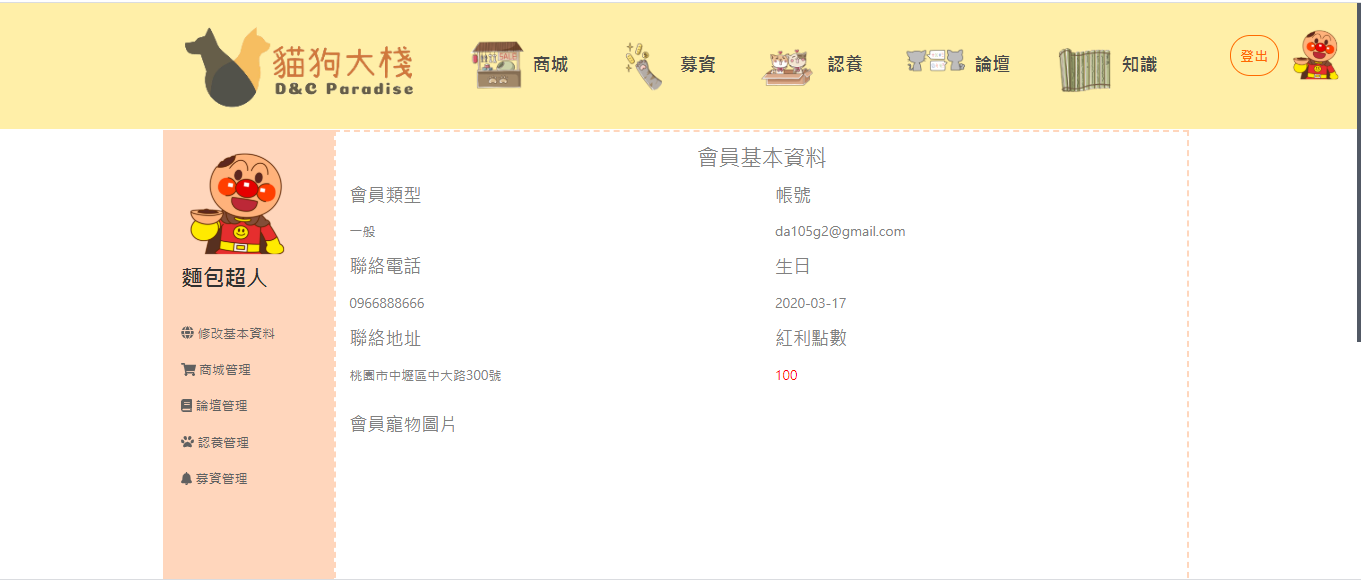 貓狗大棧
D&C Paradise
商城
募資
認養
論壇
知識
登出
麵包超人
修改基本資料
商城管理
論壇管理
認養管理
募資管理
會員基本資料
會員類型
帳號
一般
da105g2@gmail.com
聯絡電話
生日
0966888666
2020-03-17
聯絡地址
紅利點數
桃園市中壢區中大路300號
100
會員寵物圖片